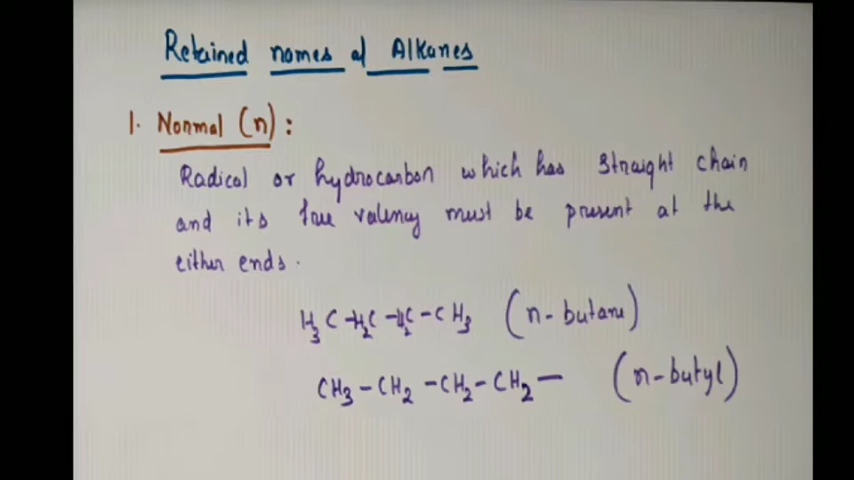 Retained names of Alkanes
1. Normal (n) :
Radical or hydrocarbon which has straight chain
and its free valency must be present at the
either ends.
H₃C-H₂C-H₂C-CH₃ (n-butane)
CH₃-CH₂-CH₂-CH₂- (n-butyl)